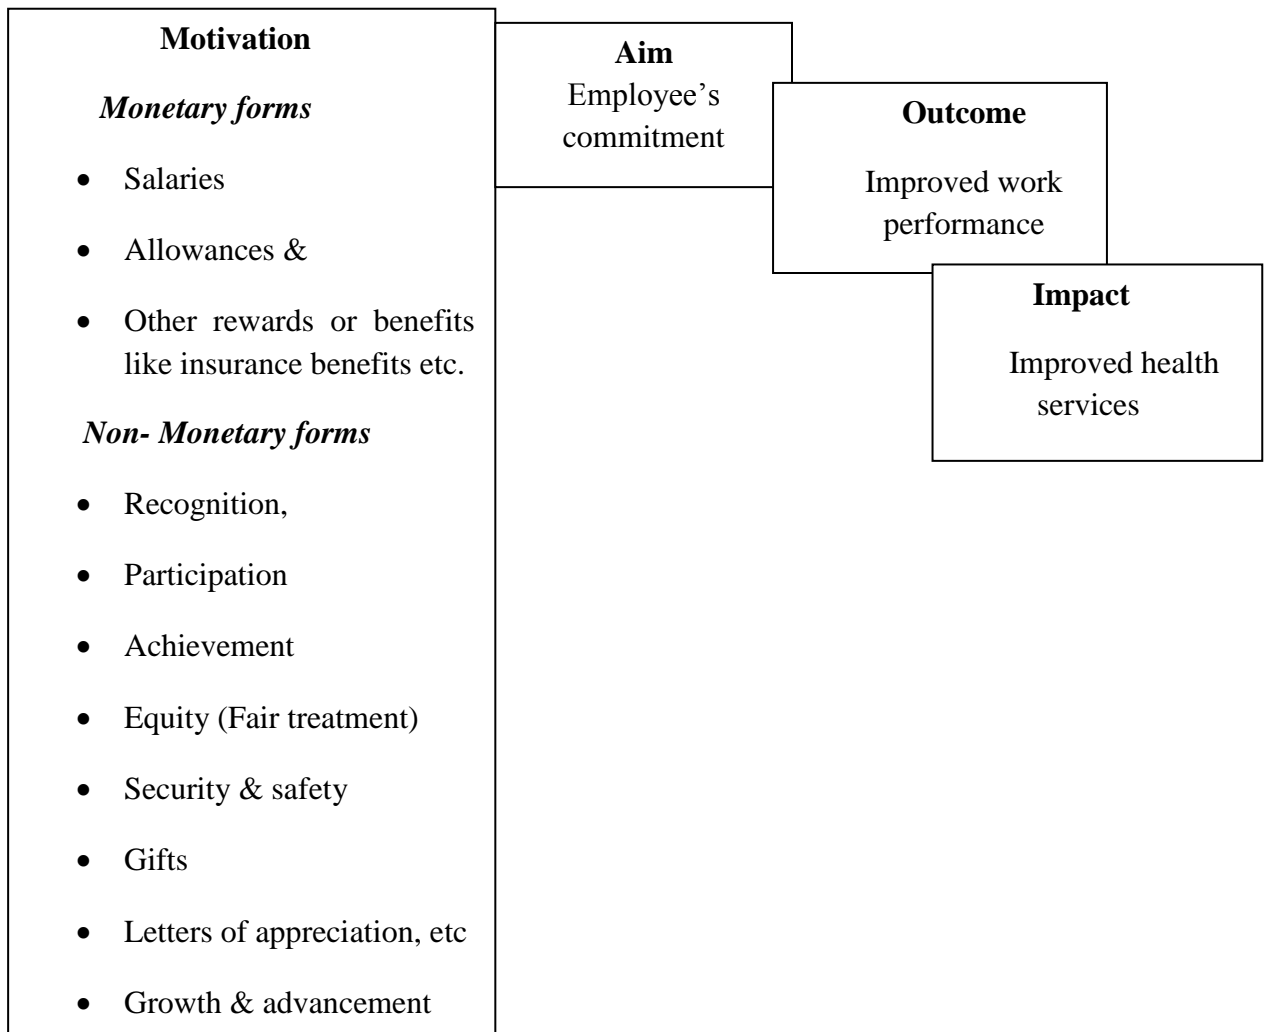 Motivation
Monetary forms
• Salaries
• Allowances &
• Other rewards or benefits
like insurance benefits etc.
Non- Monetary forms
• Recognition,
• Participation
• Achievement
• Equity (Fair treatment)
• Security & safety
• Gifts
• Letters of appreciation, etc
• Growth & advancement
Aim
Employee’s
commitment
Outcome
Improved work
performance
Impact
Improved health
services